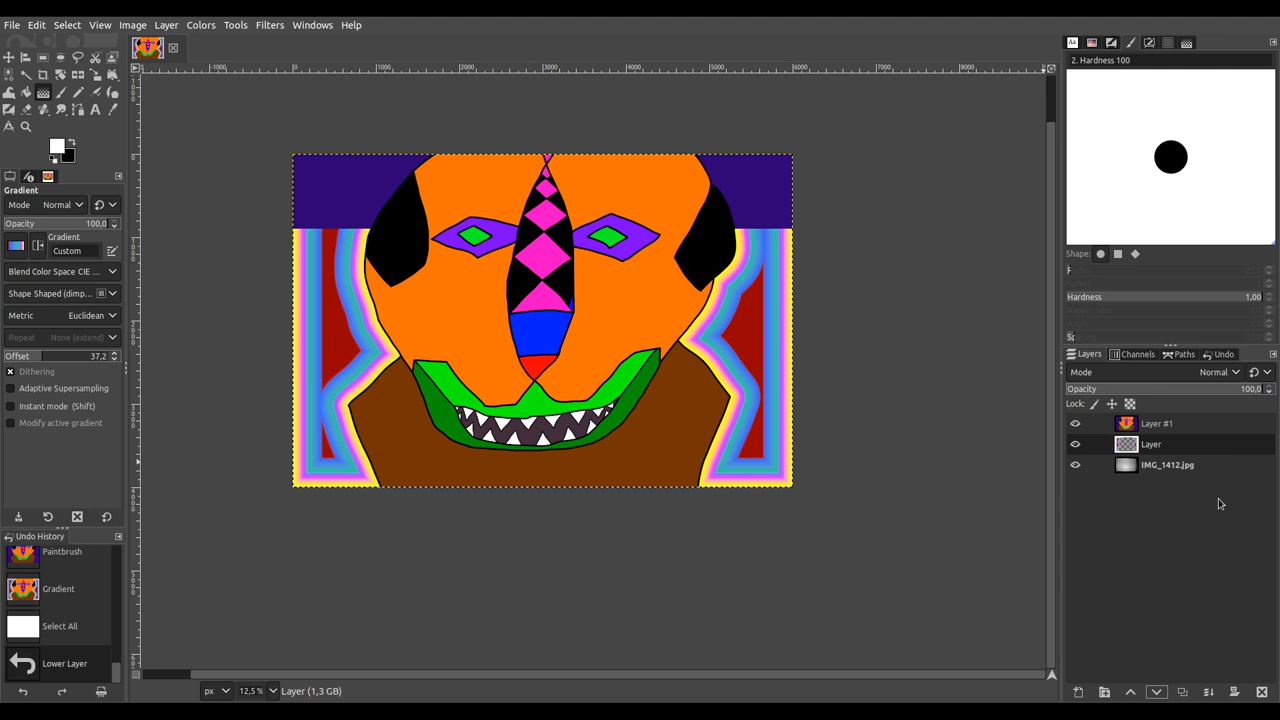 File Edit Select View Image Layer Colors Tools Filters Windows Help
2. Hardness 100
Gradient
Mode Normal
Opacity 100,0
Gradient
Custom
Blend Color Space CIE ...
Shape Shaped (dimp...
Metric Euclidean
Repeat None (extend)
Offset 37,2
Dithering
Adaptive Supersampling
Instant mode (Shift)
Modify active gradient
Undo History
Paintbrush
Gradient
Select All
Lower Layer
px 12,5% Layer (1,3 GB)
Shape:
Hardness 1,00
Layers Channels Paths Undo
Mode Normal
Opacity 100,0
Lock:
Layer #1
Layer
IMG_1412.jpg